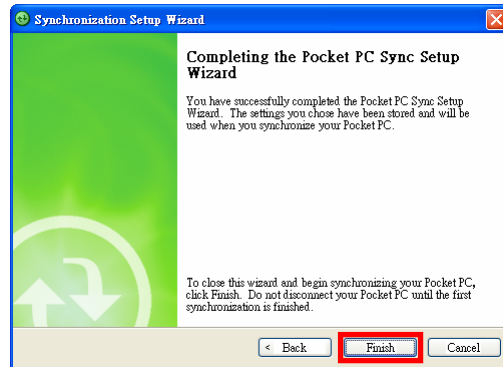 Synchronization Setup Wizard
Completing the Pocket PC Sync Setup
Wizard
You have successfully completed the Pocket PC Sync Setup
Wizard. The settings you chose have been stored and will be
used when you synchronize your Pocket PC.
To close this wizard and begin synchronizing your Pocket PC,
click Finish. Do not disconnect your Pocket PC until the first
synchronization is finished.
< Back Finish Cancel